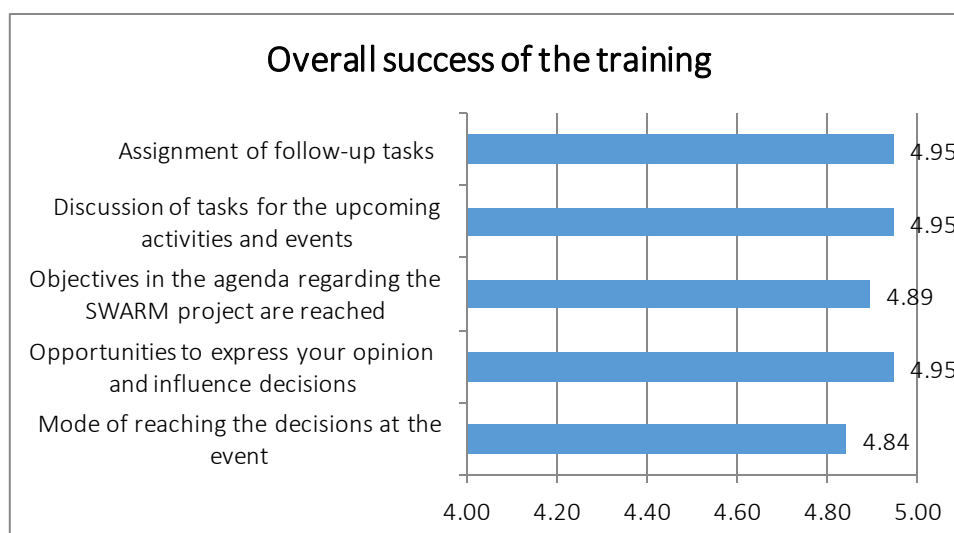 Overall success of the training
Assignment of follow-up tasks
4.95
Discussion of tasks for the upcoming
activities and events
4.95
Objectives in the agenda regarding the
SWARM project are reached
4.89
Opportunities to express your opinion
and influence decisions
4.95
Mode of reaching the decisions at the
event
4.84
4.00 4.20 4.40 4.60 4.80 5.00